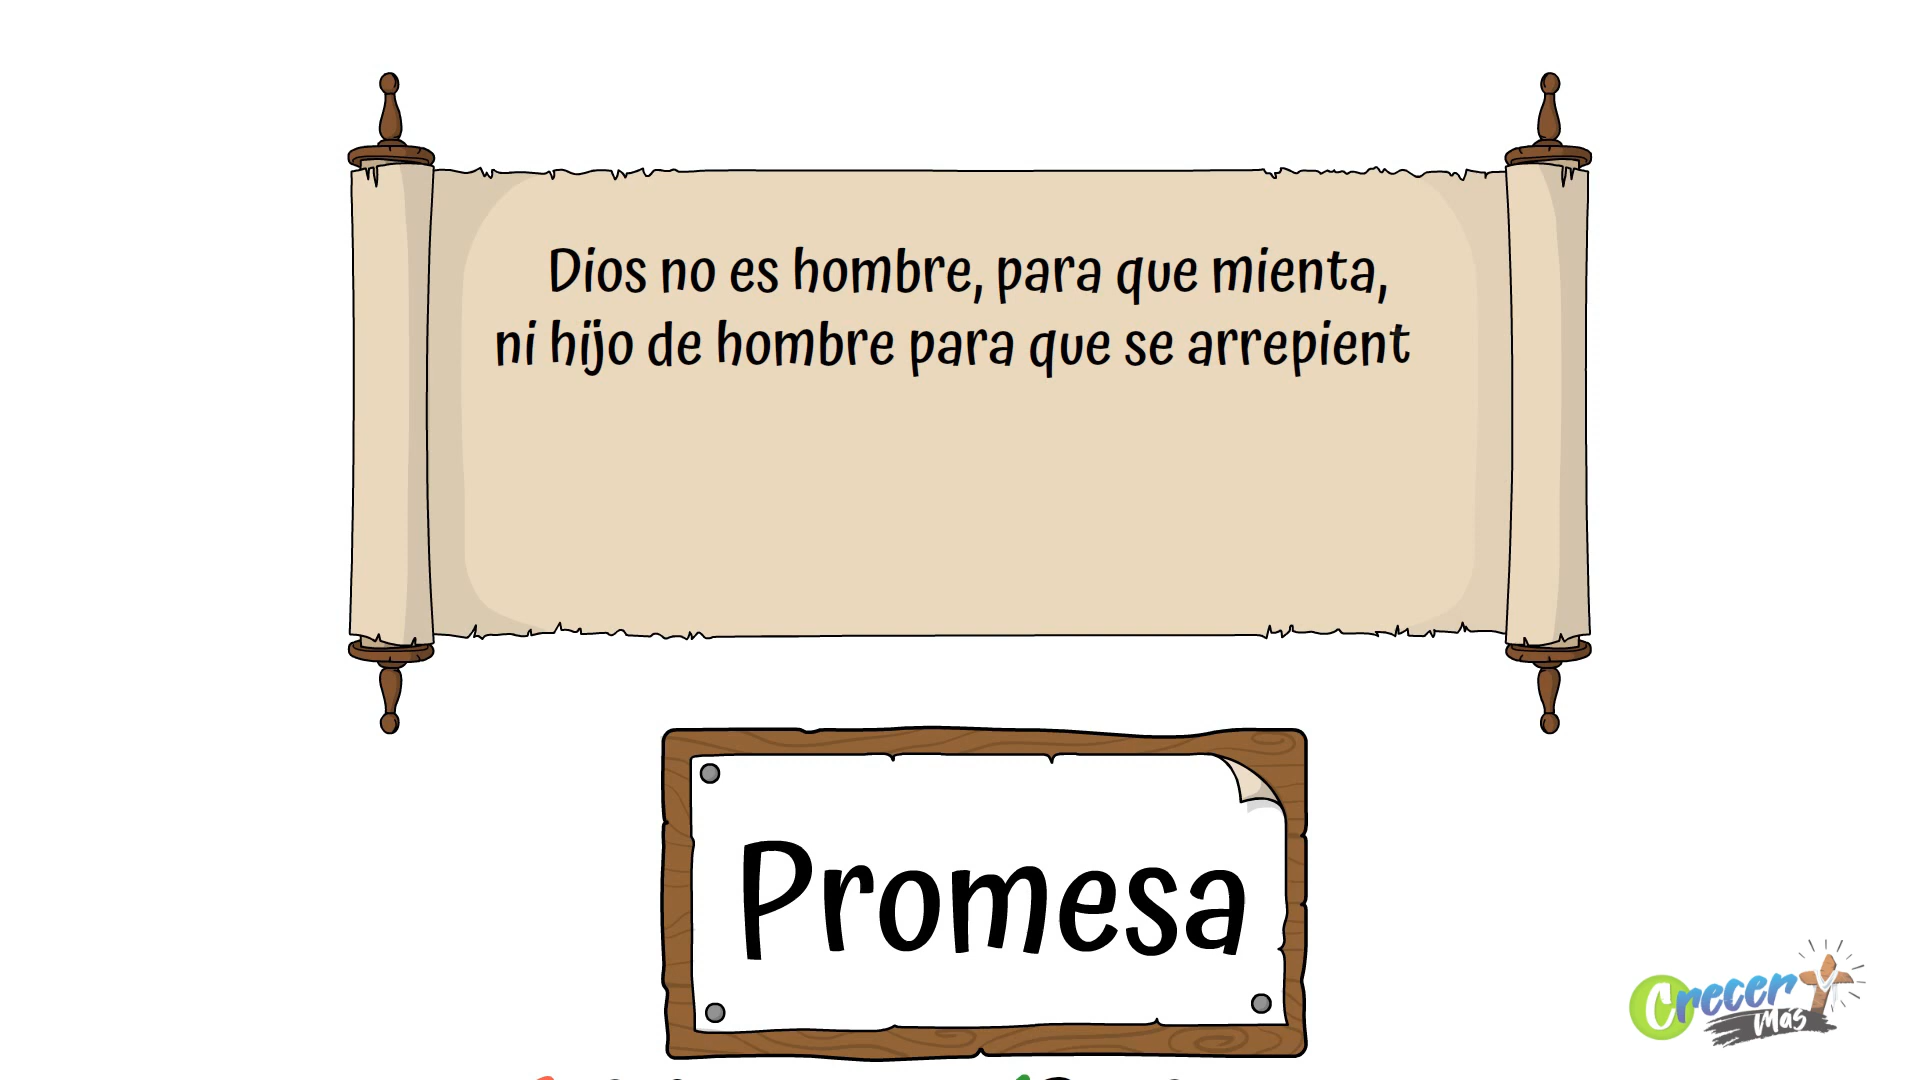 Dios no es hombre, para que mienta,
ni hijo de hombre para que se arrepient
Promesa
Crecer
Más